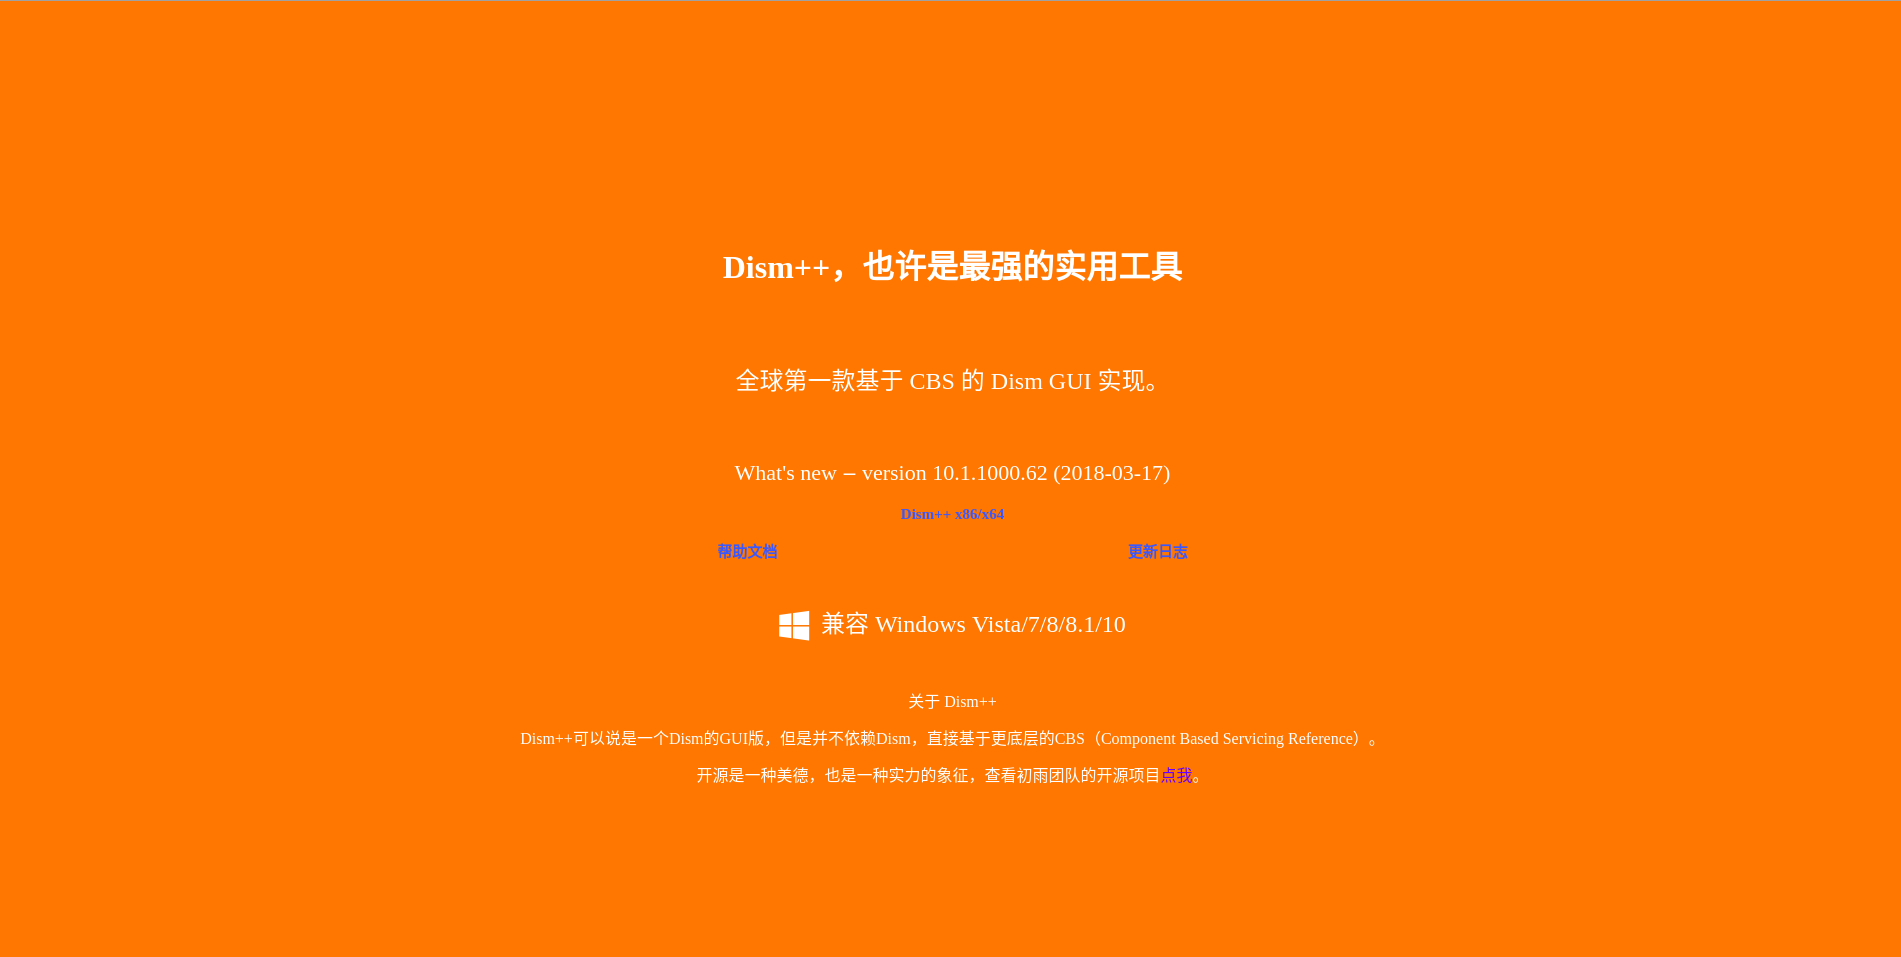 Dism++，也许是最强的实用工具
全球第一款基于 CBS 的 Dism GUI 实现。
What's new – version 10.1.1000.62 (2018-03-17)
Dism++ x86/x64
帮助文档 更新日志
兼容 Windows Vista/7/8/8.1/10
关于 Dism++
Dism++可以说是一个Dism的GUI版，但是并不依赖Dism，直接基于更底层的CBS（Component Based Servicing Reference）。
开源是一种美德，也是一种实力的象征，查看初雨团队的开源项目点我。